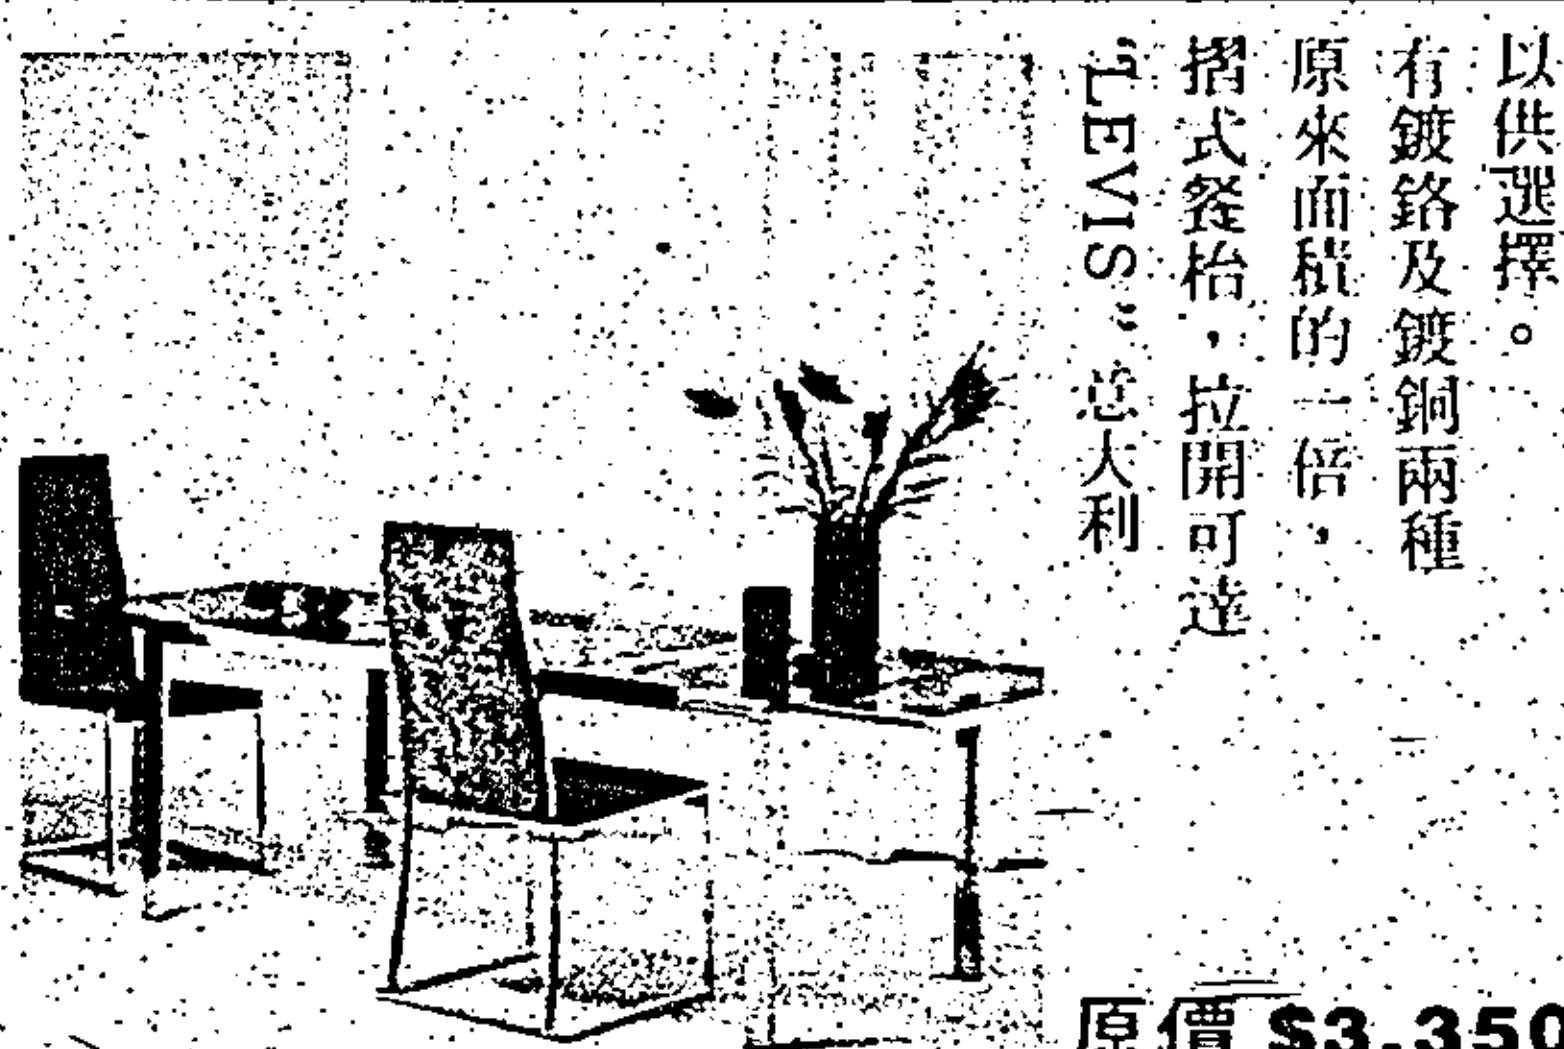 “LEVIS”意大利
摺式餐枱，拉開可達
原來面積的一倍，
有鍍鉻及鍍銅兩種
以供選擇。
原價 $3,350